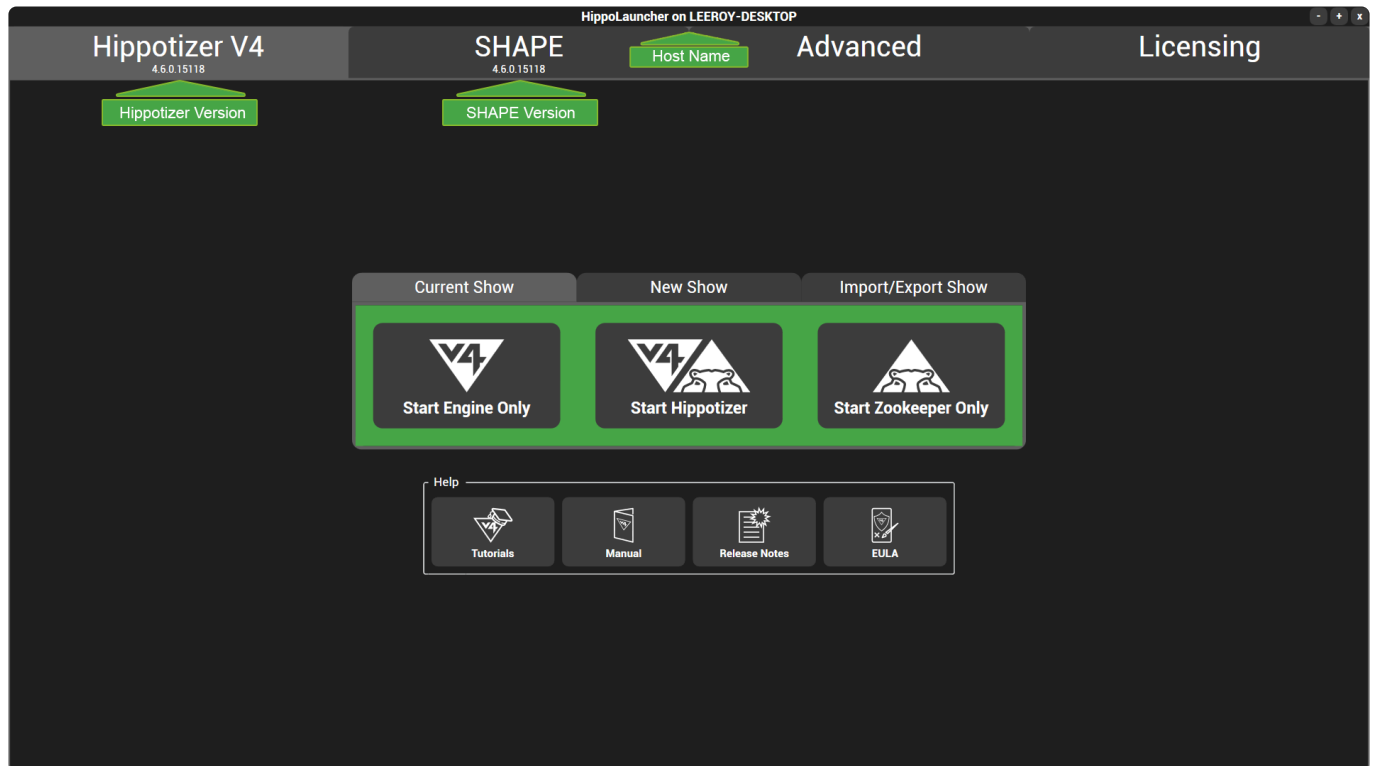 HippoLauncher on LEEROY-DESKTOP
- + x
Hippotizer V4
4.6.0.15118
SHAPE
4.6.0.15118
Host Name
Advanced
Licensing
Hippotizer Version
SHAPE Version
Current Show
New Show
Import/Export Show
V4
Start Engine Only
V4
Start Hippotizer
Start Zookeeper Only
Help
V4
Tutorials
V4
Manual
Release Notes
EULA